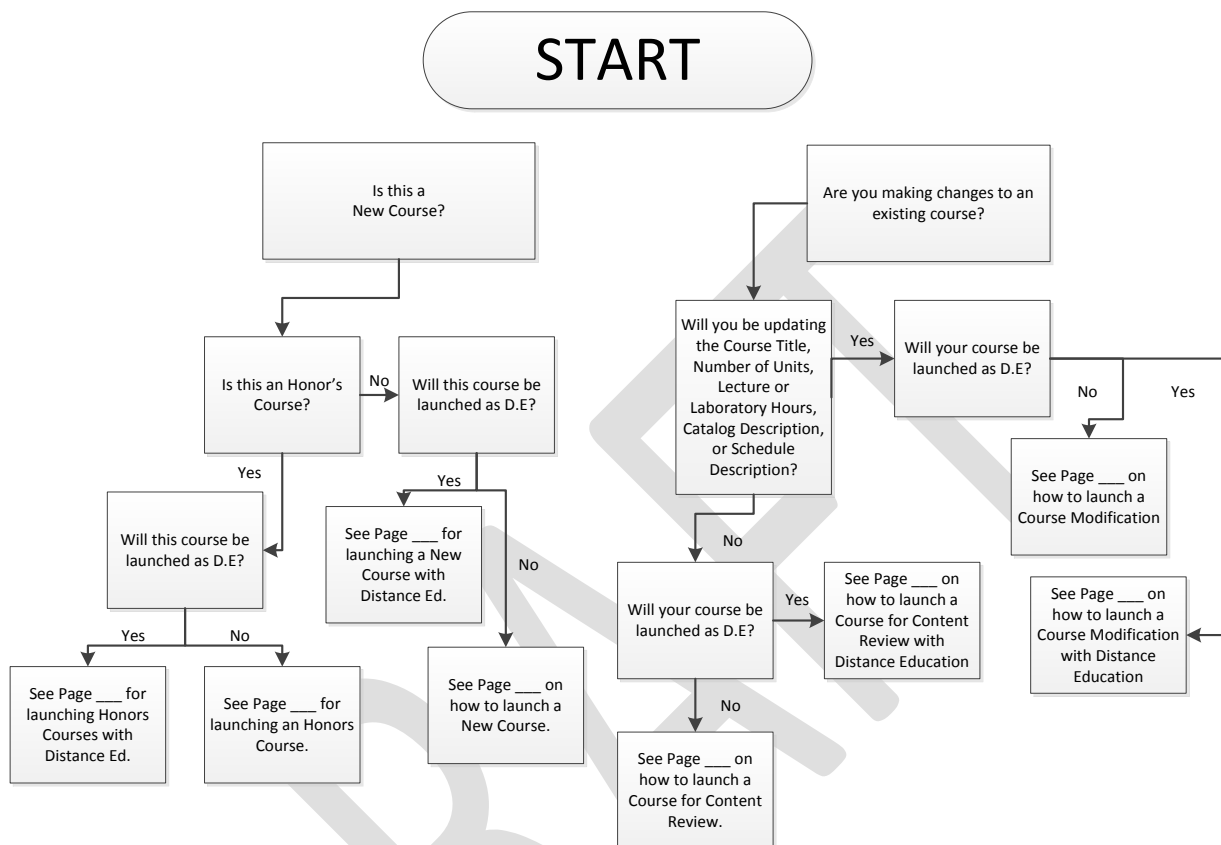 START
Is this a
New Course?
Are you making changes to an
existing course?
Is this an Honor's
Course?
No
Will this course be
launched as D.E?
Will you be updating
the Course Title,
Number of Units,
Lecture or
Laboratory Hours,
Catalog Description,
or Schedule
Description?
Yes
Will your course be
launched as D.E?
No
Yes
See Page ___ on
how to launch a
Course Modification
Yes
Will this course be
launched as D.E?
Yes
See Page ___ for
launching a New
Course with
Distance Ed.
No
No
Will your course be
launched as D.E?
Yes
See Page ___ on
how to launch a
Course for Content
Review with
Distance Education
See Page ___ on
how to launch a
Course Modification
with Distance
Education
Yes
No
See Page ___ for
launching Honors
Courses with
Distance Ed.
See Page ___ for
launching an Honors
Course.
See Page ___ on
how to launch a
New Course.
No
See Page ___ on
how to launch a
Course for Content
Review.
DRAFT